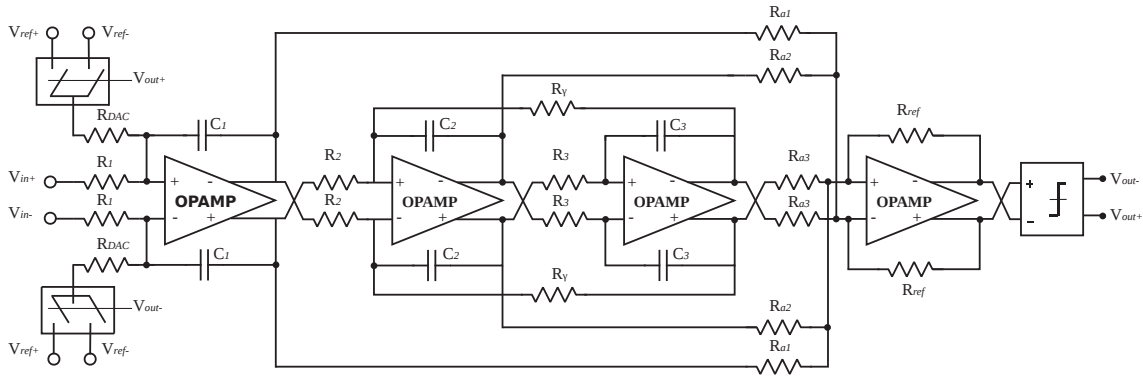 Vref+ Vref- Ra1
Ra2
Vout+ Rγ
RDAC C1 C2 C3 Rref
Vin+ R1 R2 R3 Ra3
+ - + - + - + - +
OPAMP OPAMP OPAMP OPAMP
Vin- R1 R2 R3 Ra3
- + - + - + - + -
Vout-
Vout+
RDAC C1 C2 C3
Rγ Rref
Vout- Ra2
Vref+ Vref- Ra1